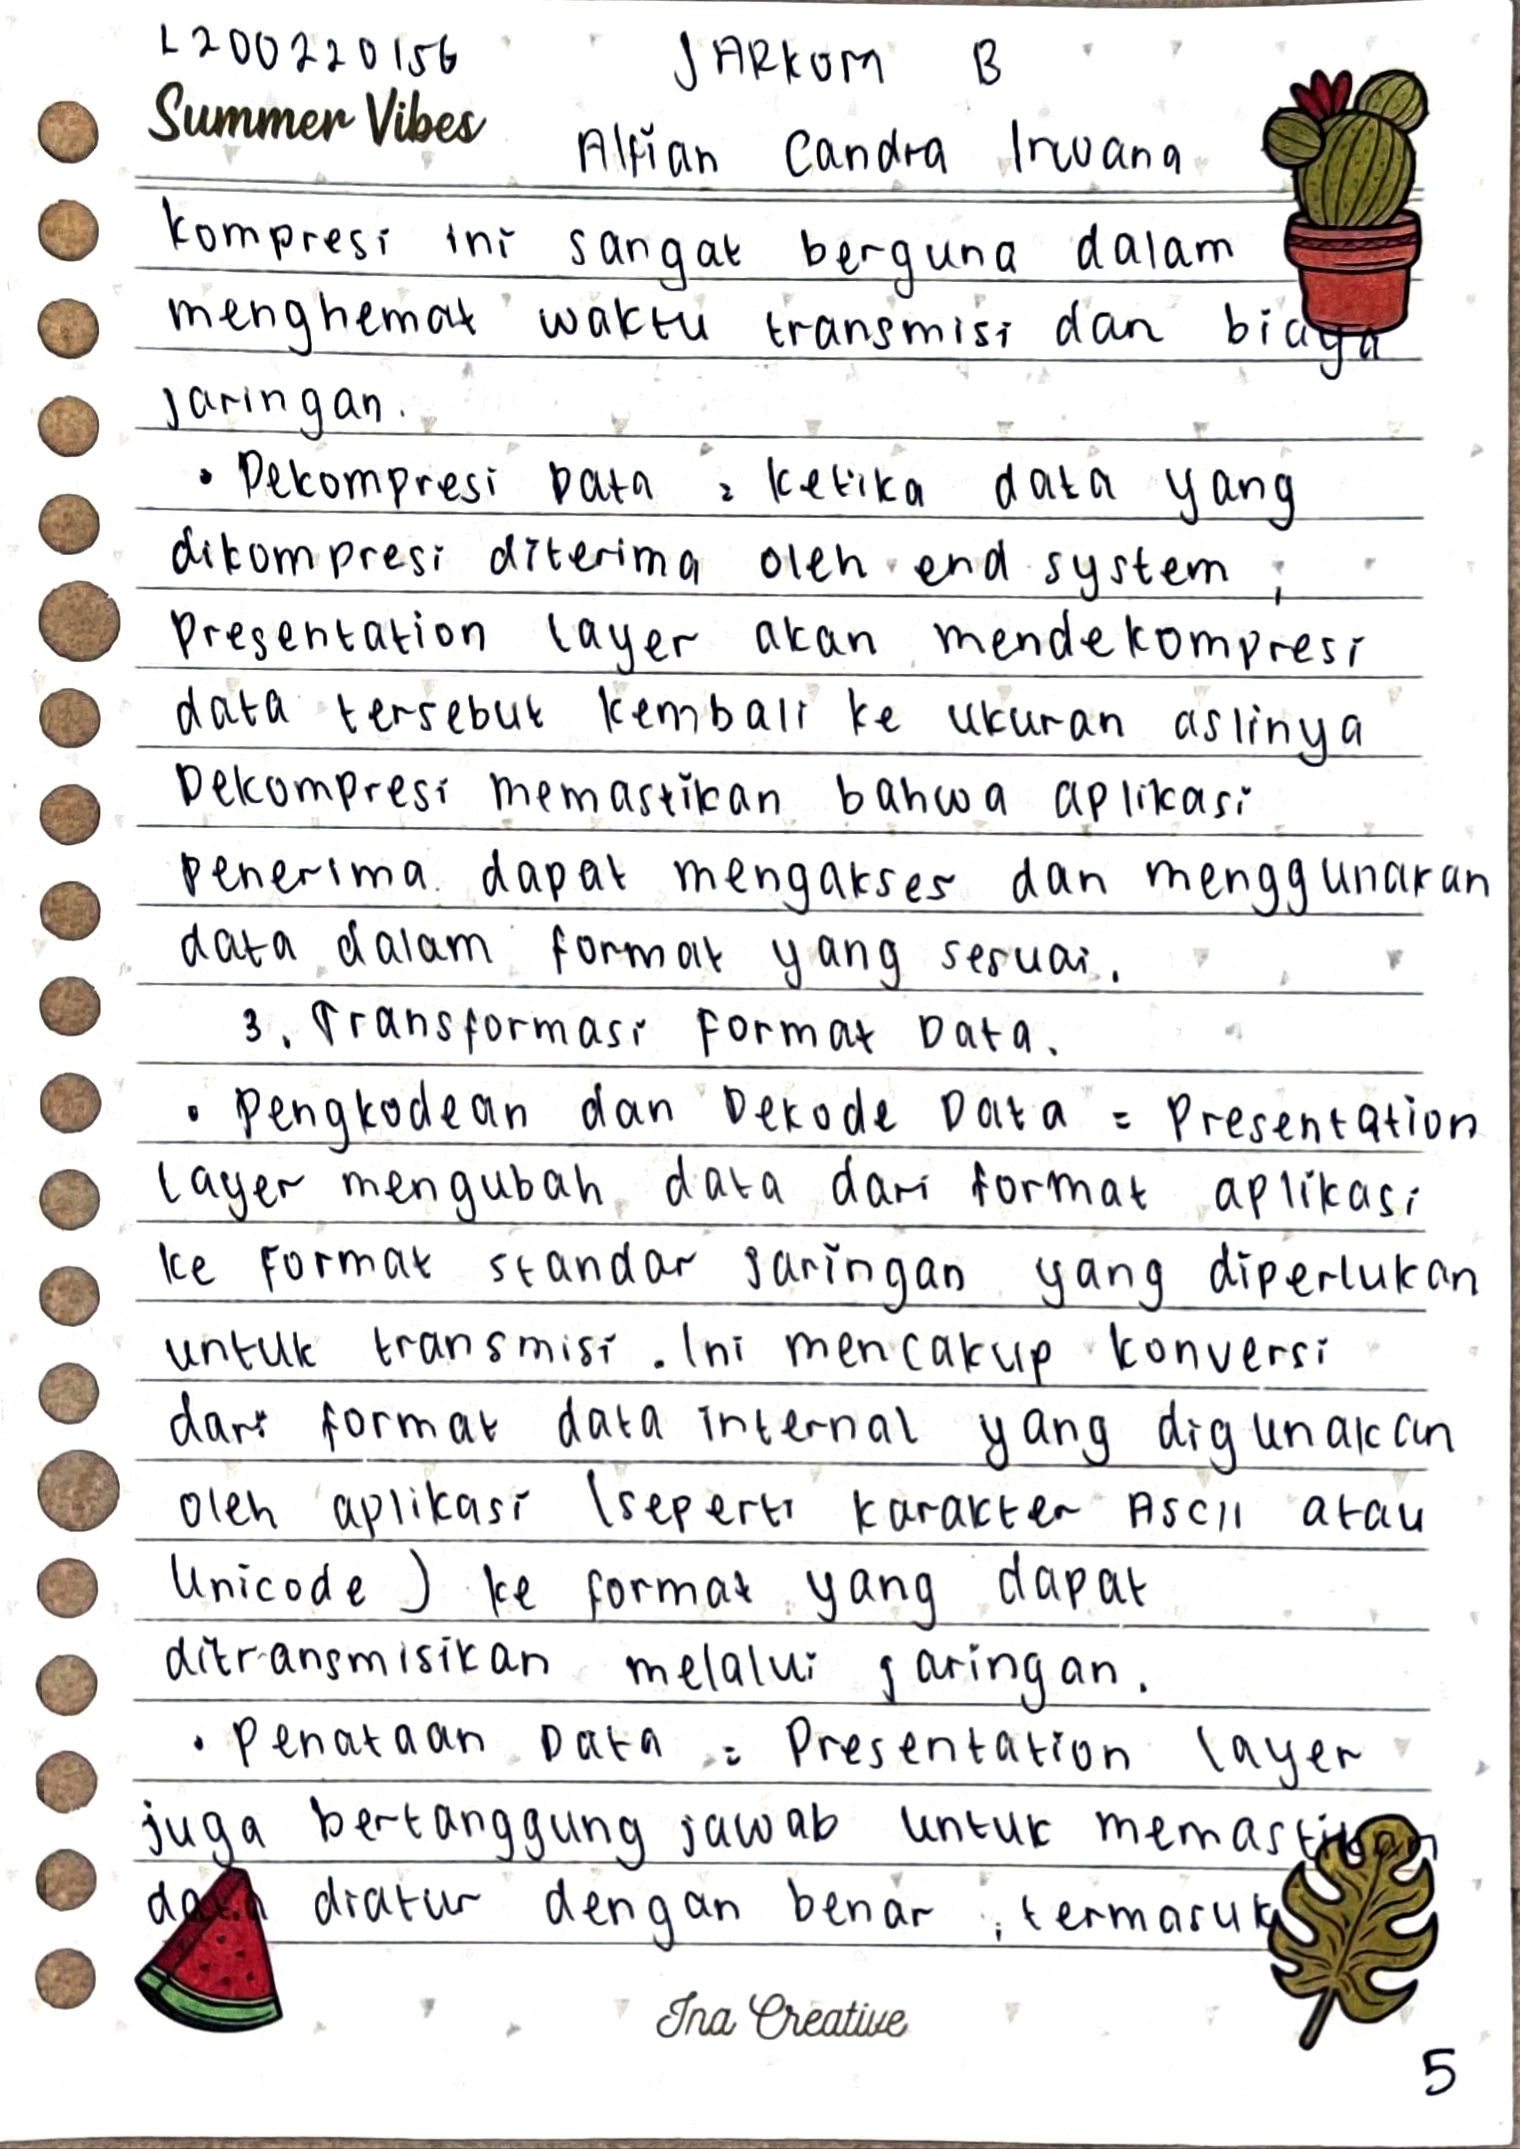 L200220156
JARKOM B
Summer Vibes
Alfian Candra Irwana
kompresi ini sangat berguna dalam
menghemat waktu transmisi dan biaya
jaringan.
• Dekompresi Data : ketika data yang
dikompresi diterima oleh end system ,
presentation layer akan mendekompresi
data tersebut kembali ke ukuran aslinya
Dekompresi memastikan bahwa aplikasi
penerima dapat mengakses dan menggunakan
data dalam format yang sesuai.
3. Transformasi Format Data.
• Pengkodean dan Dekode Data : Presentation
layer mengubah data dari format aplikasi
ke format standar jaringan yang diperlukan
untuk transmisi . Ini mencakup konversi
dari format data internal yang digunakan
oleh aplikasi (seperti karakter ASCII atau
Unicode ) ke format yang dapat
ditransmisikan melalui jaringan.
• Penataan Data : Presentation layer
juga bertanggung jawab untuk memastikan
data diatur dengan benar , termasuk
Ina Creative
5